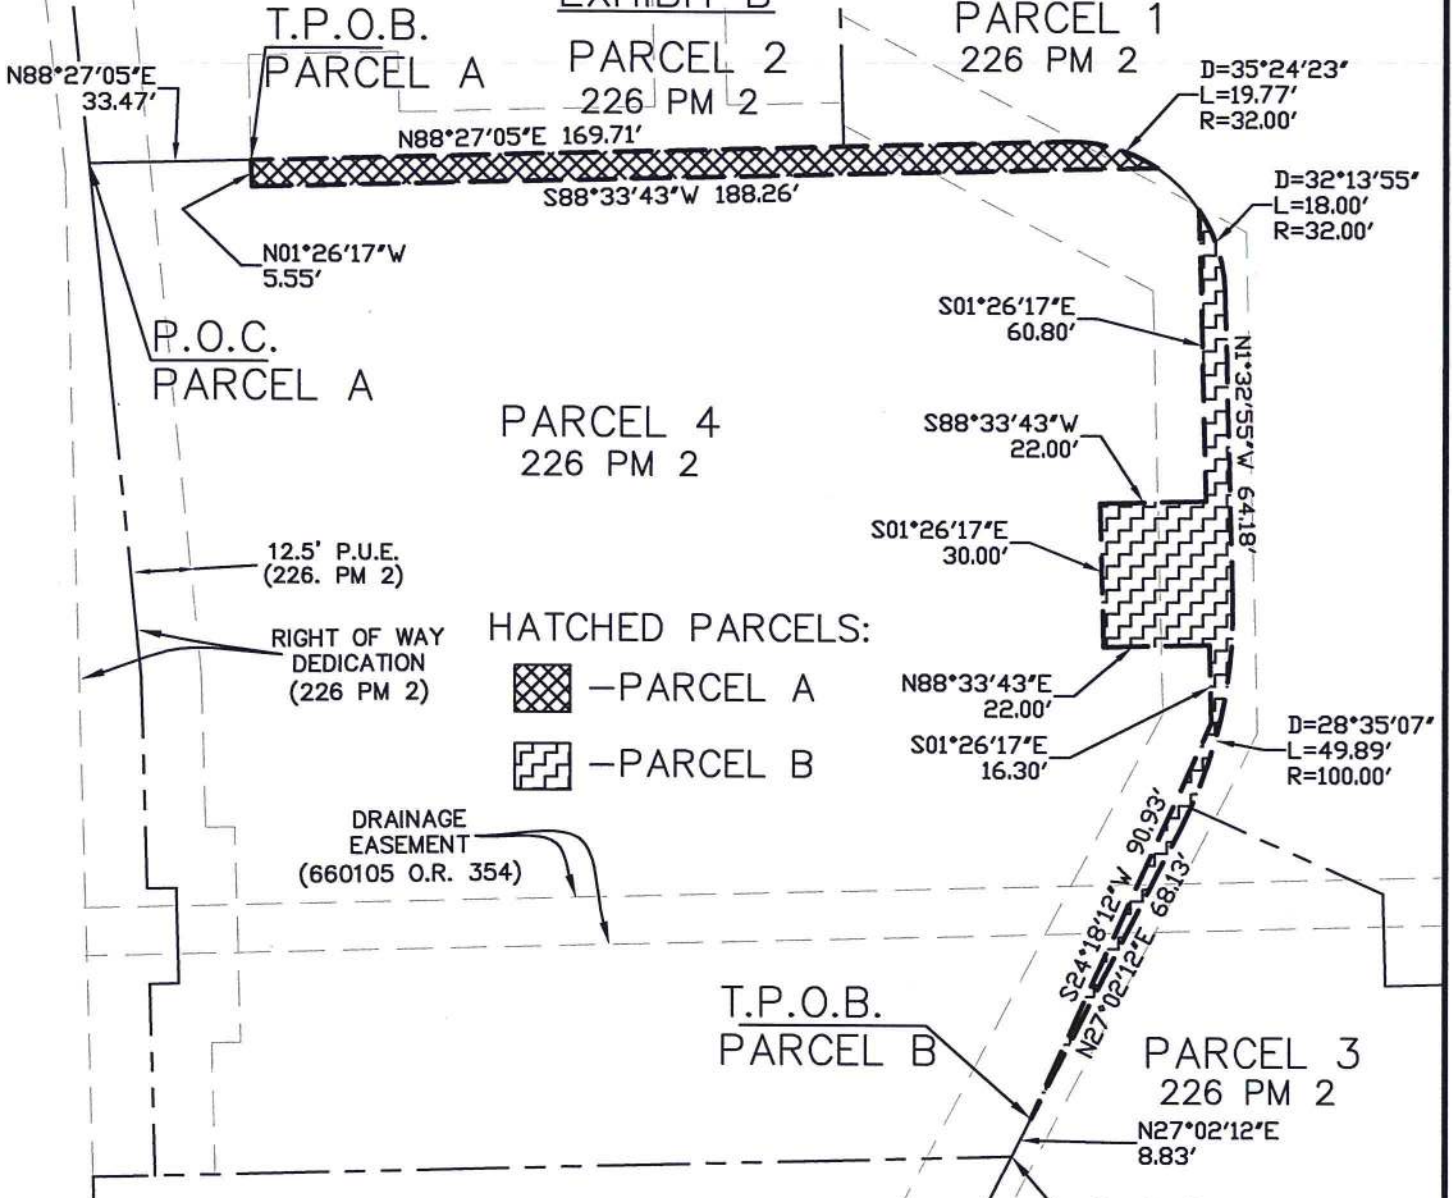 EXHIBIT B
T.P.O.B.
PARCEL A
PARCEL 2
226 PM 2
PARCEL 1
226 PM 2
N88°27'05"E
33.47'
D=35°24'23"
L=19.77'
R=32.00'
N88°27'05"E 169.71'
S88°33'43"W 188.26'
D=32°13'55"
L=18.00'
R=32.00'
N01°26'17"W
5.55'
P.O.C.
PARCEL A
S01°26'17"E
60.80'
N1°32'55"W 64.18'
PARCEL 4
226 PM 2
S88°33'43"W
22.00'
S01°26'17"E
30.00'
12.5' P.U.E.
(226. PM 2)
RIGHT OF WAY
DEDICATION
(226 PM 2)
HATCHED PARCELS:
-PARCEL A
-PARCEL B
N88°33'43"E
22.00'
S01°26'17"E
16.30'
D=28°35'07"
L=49.89'
R=100.00'
DRAINAGE
EASEMENT
(660105 O.R. 354)
S24°18'12"W 90.93'
N27°02'12"E 68.13'
T.P.O.B.
PARCEL B
PARCEL 3
226 PM 2
N27°02'12"E
8.83'